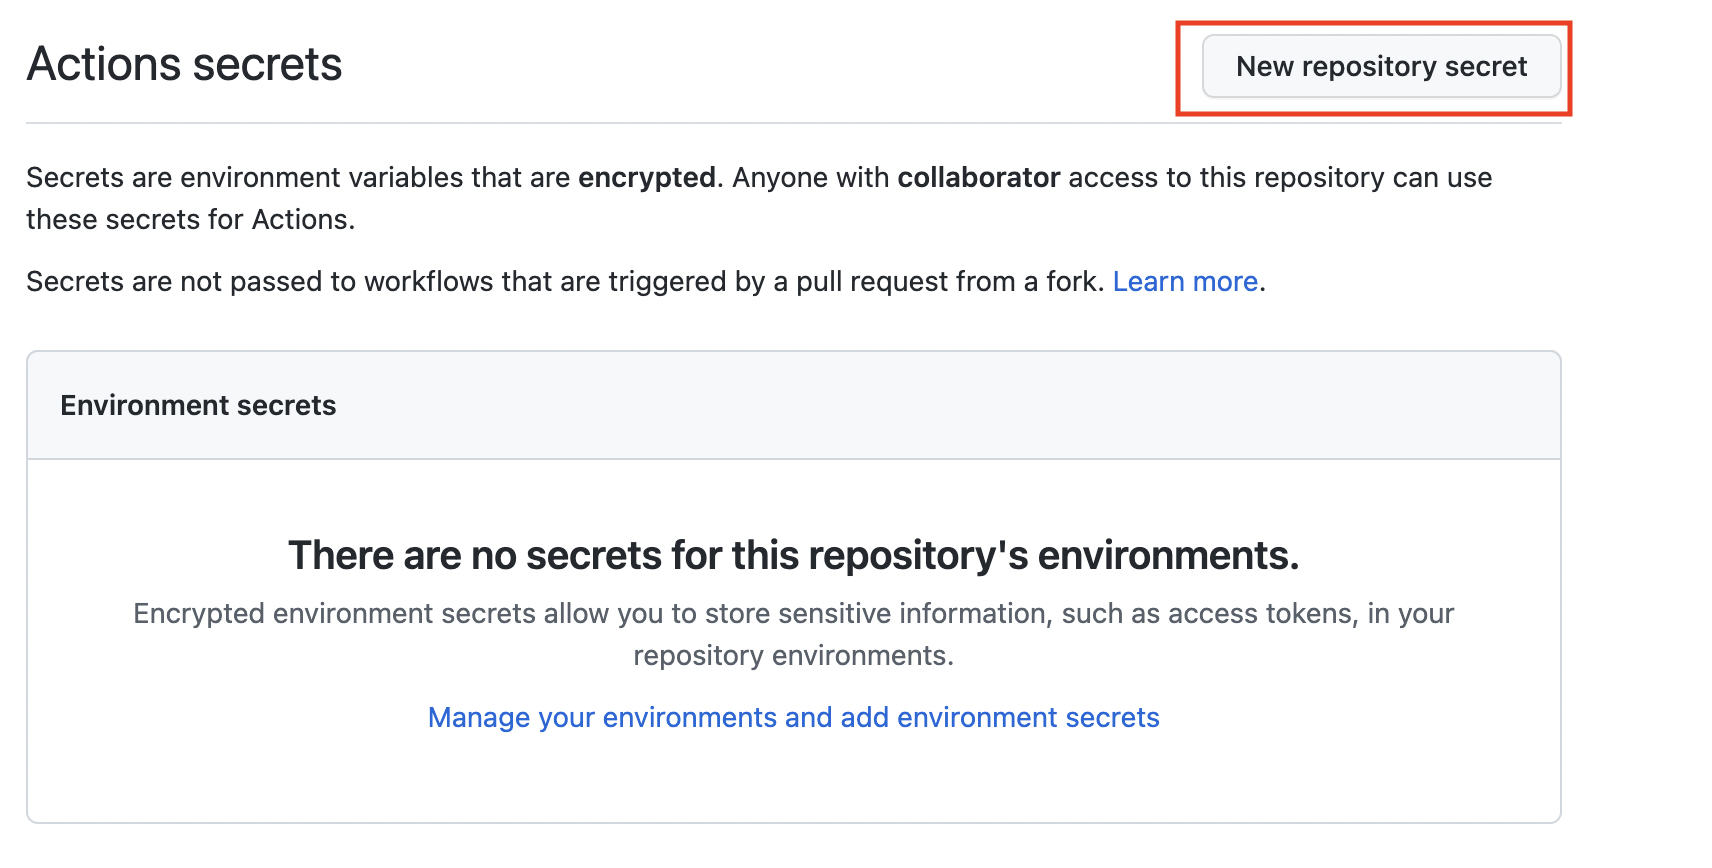 Actions secrets
New repository secret
Secrets are environment variables that are encrypted. Anyone with collaborator access to this repository can use
these secrets for Actions.
Secrets are not passed to workflows that are triggered by a pull request from a fork. Learn more.
Environment secrets
There are no secrets for this repository's environments.
Encrypted environment secrets allow you to store sensitive information, such as access tokens, in your
repository environments.
Manage your environments and add environment secrets